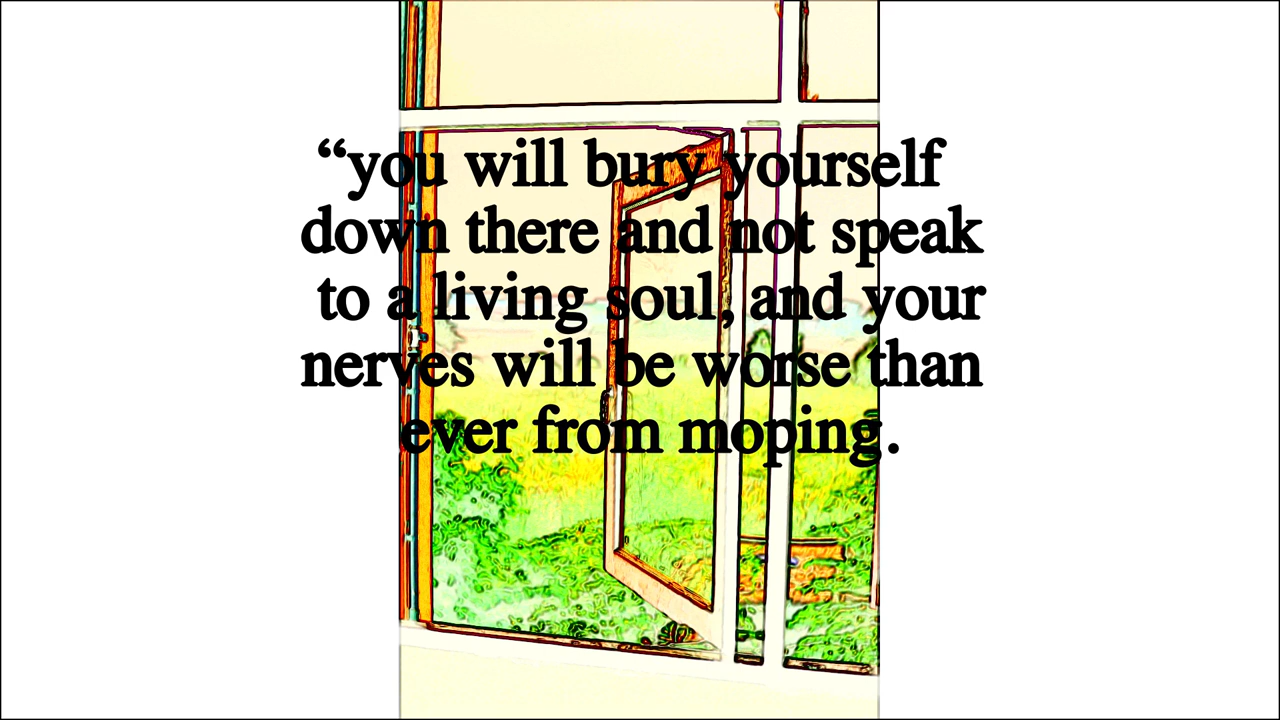 “you will bury yourself
down there and not speak
to a living soul, and your
nerves will be worse than
ever from moping.